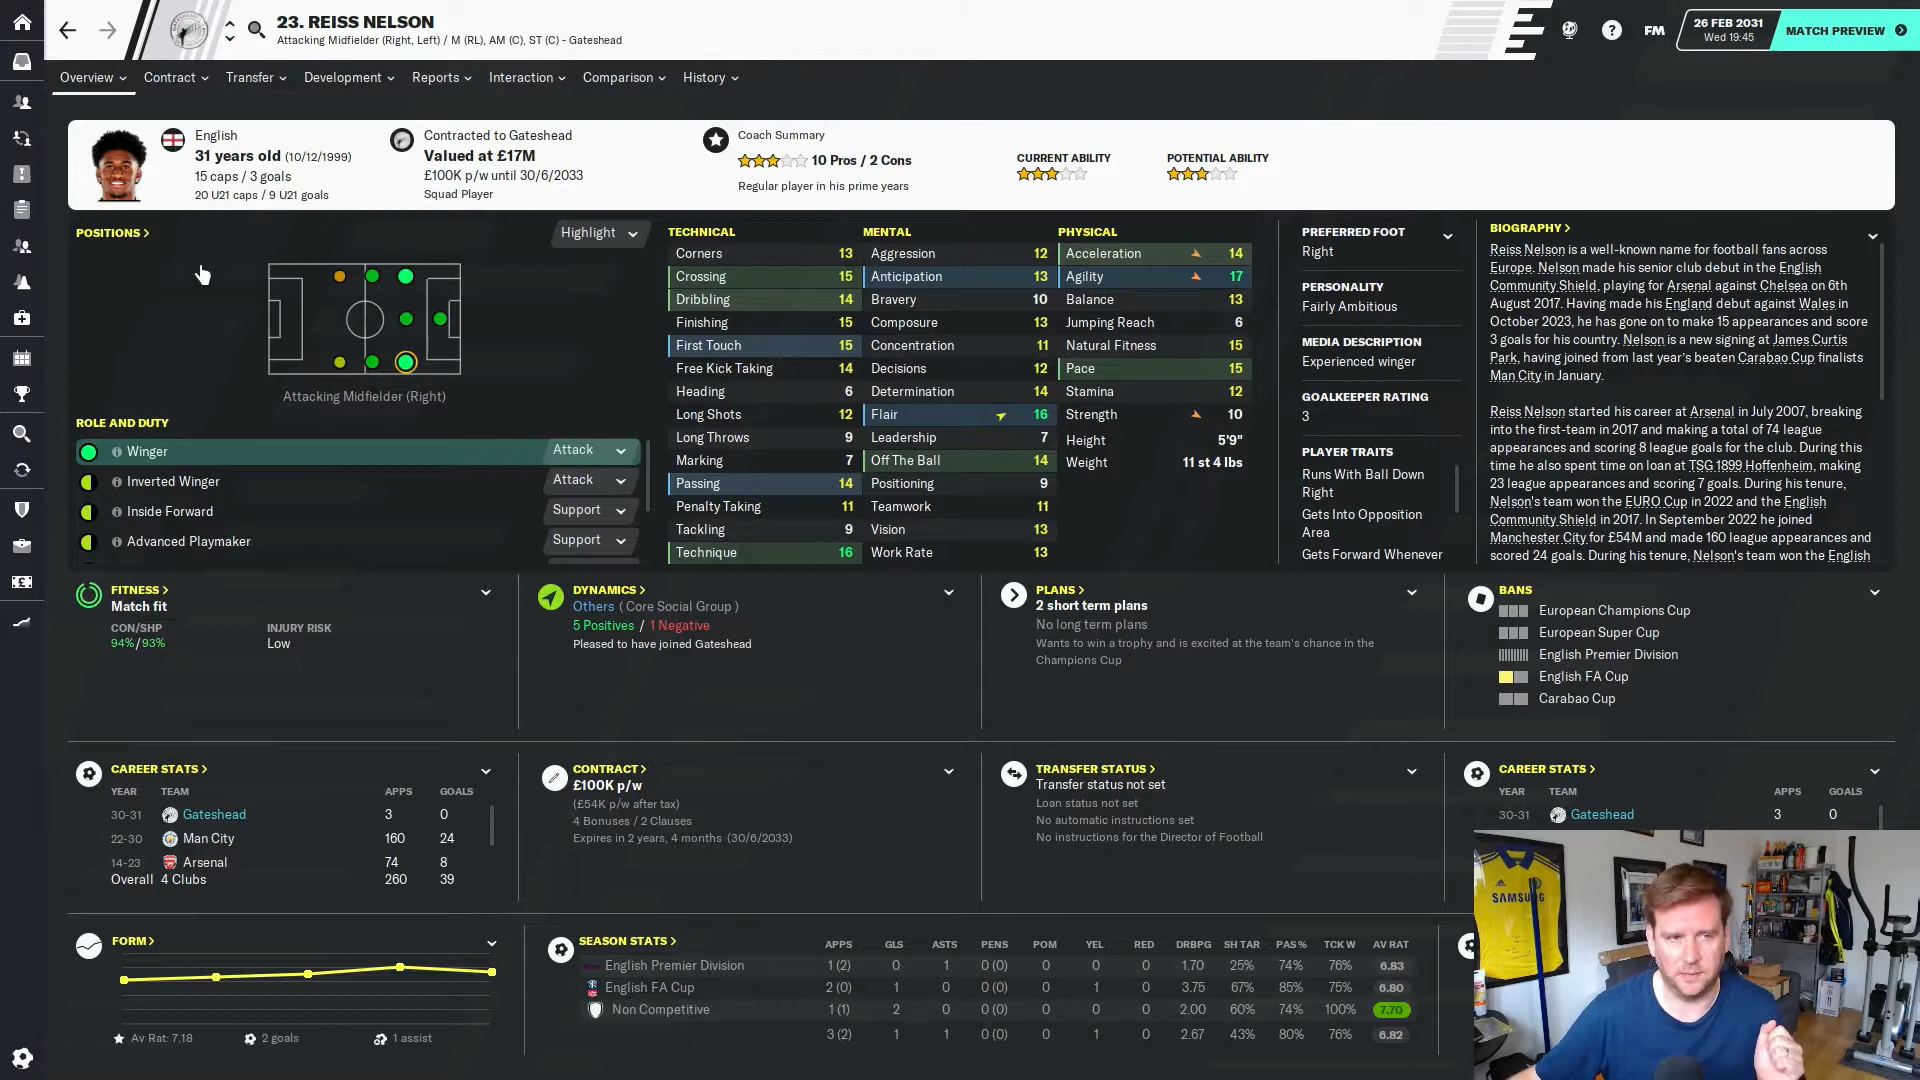 23. REISS NELSON
Attacking Midfielder (Right, Left) / M (RL), AM (C), ST (C) - Gateshead
FM
26 FEB 2031
Wed 19:45
MATCH PREVIEW
Overview
Contract
Transfer
Development
Reports
Interaction
Comparison
History
English
31 years old (10/12/1999)
15 caps / 3 goals
20 U21 caps / 9 U21 goals
Contracted to Gateshead
Valued at £17M
£100K p/w until 30/6/2033
Squad Player
Coach Summary
10 Pros / 2 Cons
Regular player in his prime years
CURRENT ABILITY
POTENTIAL ABILITY
POSITIONS >
Highlight
Attacking Midfielder (Right)
ROLE AND DUTY
Winger Attack
Inverted Winger Attack
Inside Forward Support
Advanced Playmaker Support
TECHNICAL
Corners 13
Crossing 15
Dribbling 14
Finishing 15
First Touch 15
Free Kick Taking 14
Heading 6
Long Shots 12
Long Throws 9
Marking 7
Passing 14
Penalty Taking 11
Tackling 9
Technique 16
MENTAL
Aggression 12
Anticipation 13
Bravery 10
Composure 13
Concentration 11
Decisions 12
Determination 14
Flair 16
Leadership 7
Off The Ball 14
Positioning 9
Teamwork 11
Vision 13
Work Rate 13
PHYSICAL
Acceleration 14
Agility 17
Balance 13
Jumping Reach 6
Natural Fitness 15
Pace 15
Stamina 12
Strength 10
Height 5'9"
Weight 11 st 4 lbs
PREFERRED FOOT
Right
PERSONALITY
Fairly Ambitious
MEDIA DESCRIPTION
Experienced winger
GOALKEEPER RATING
3
PLAYER TRAITS
Runs With Ball Down
Right
Gets Into Opposition
Area
Gets Forward Whenever
BIOGRAPHY >
Reiss Nelson is a well-known name for football fans across
Europe. Nelson made his senior club debut in the English
Community Shield, playing for Arsenal against Chelsea on 6th
August 2017. Having made his England debut against Wales in
October 2023, he has gone on to make 15 appearances and score
3 goals for his country. Nelson is a new signing at James Curtis
Park, having joined from last year's beaten Carabao Cup finalists
Man City in January.
Reiss Nelson started his career at Arsenal in July 2007, breaking
into the first-team in 2017 and making a total of 74 league
appearances and scoring 8 league goals for the club. During this
time he also spent time on loan at TSG 1899 Hoffenheim, making
23 league appearances and scoring 7 goals. During his tenure,
Nelson's team won the EURO Cup in 2022 and the English
Community Shield in 2017. In September 2022 he joined
Manchester City for £54M and made 160 league appearances and
scored 24 goals. During his tenure, Nelson's team won the English
FITNESS >
Match fit
CON/SHP INJURY RISK
94%/93% Low
DYNAMICS >
Others ( Core Social Group )
5 Positives / 1 Negative
Pleased to have joined Gateshead
PLANS >
2 short term plans
No long term plans
Wants to win a trophy and is excited at the team's chance in the
Champions Cup
BANS
European Champions Cup
European Super Cup
English Premier Division
English FA Cup
Carabao Cup
CAREER STATS >
YEAR TEAM APPS GOALS
30-31 Gateshead 3 0
22-30 Man City 160 24
14-23 Arsenal 74 8
Overall 4 Clubs 260 39
CONTRACT >
£100K p/w
(£54K p/w after tax)
4 Bonuses / 2 Clauses
Expires in 2 years, 4 months (30/6/2033)
TRANSFER STATUS >
Transfer status not set
Loan status not set
No automatic instructions set
No instructions for the Director of Football
CAREER STATS >
YEAR TEAM APPS GOALS
30-31 Gateshead 3 0
FORM >
Av Rat: 7.18 2 goals 1 assist
SEASON STATS >
APPS GLS ASTS PENS POM YEL RED DRBPG SH TAR PAS % TCK W AV RAT
English Premier Division 1 (2) 0 1 0 (0) 0 0 0 1.70 25% 74% 76% 6.83
English FA Cup 2 (0) 1 0 0 (0) 0 1 0 3.75 67% 85% 75% 6.80
Non Competitive 1 (1) 2 0 0 (0) 0 0 0 2.00 60% 74% 100% 7.70
3 (2) 1 1 0 (0) 0 1 0 2.67 43% 80% 76% 6.82
SAMSUNG